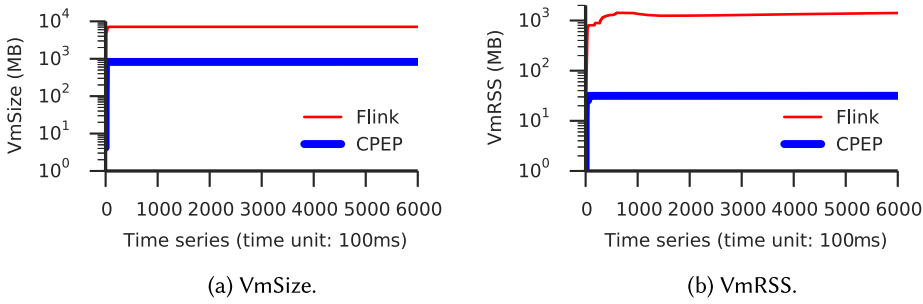 10^4
10^3
10^2
10^1
10^0
VmSize (MB)
Flink
CPEP
0 1000 2000 3000 4000 5000 6000
Time series (time unit: 100ms)
(a) VmSize.
10^3
10^2
10^1
10^0
VmRSS (MB)
Flink
CPEP
0 1000 2000 3000 4000 5000 6000
Time series (time unit: 100ms)
(b) VmRSS.